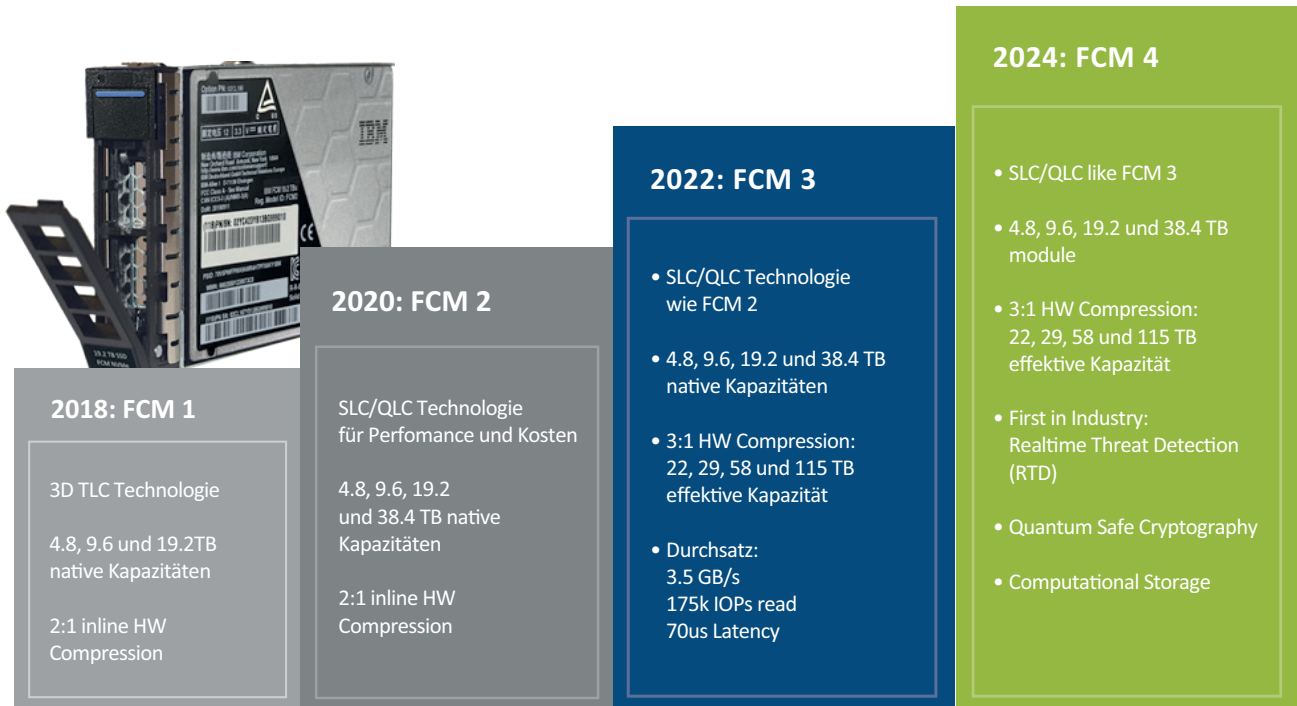 IBM
19.2 TB SSD
FCM NVMe
2018: FCM 1
3D TLC Technologie
4.8, 9.6 und 19.2TB
native Kapazitäten
2:1 inline HW
Compression
2020: FCM 2
SLC/QLC Technologie
für Perfomance und Kosten
4.8, 9.6, 19.2
und 38.4 TB native
Kapazitäten
2:1 inline HW
Compression
2022: FCM 3
• SLC/QLC Technologie
wie FCM 2
• 4.8, 9.6, 19.2 und 38.4 TB
native Kapazitäten
• 3:1 HW Compression:
22, 29, 58 und 115 TB
effektive Kapazität
• Durchsatz:
3.5 GB/s
175k IOPs read
70us Latency
2024: FCM 4
• SLC/QLC like FCM 3
• 4.8, 9.6, 19.2 und 38.4 TB
module
• 3:1 HW Compression:
22, 29, 58 und 115 TB
effektive Kapazität
• First in Industry:
Realtime Threat Detection
(RTD)
• Quantum Safe Cryptography
• Computational Storage